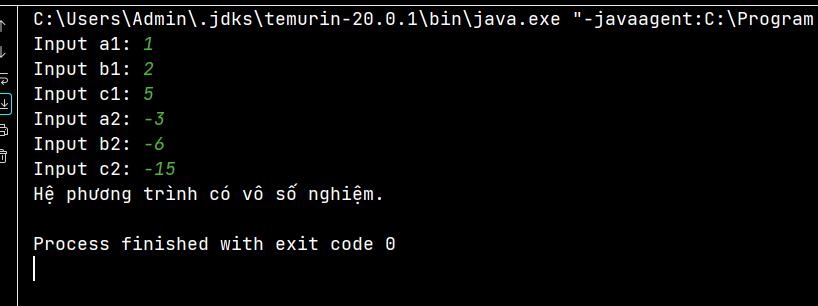 C:\Users\Admin\.jdks\temurin-20.0.1\bin\java.exe "-javaagent:C:\Program
Input a1: 1
Input b1: 2
Input c1: 5
Input a2: -3
Input b2: -6
Input c2: -15
Hệ phương trình có vô số nghiệm.
Process finished with exit code 0